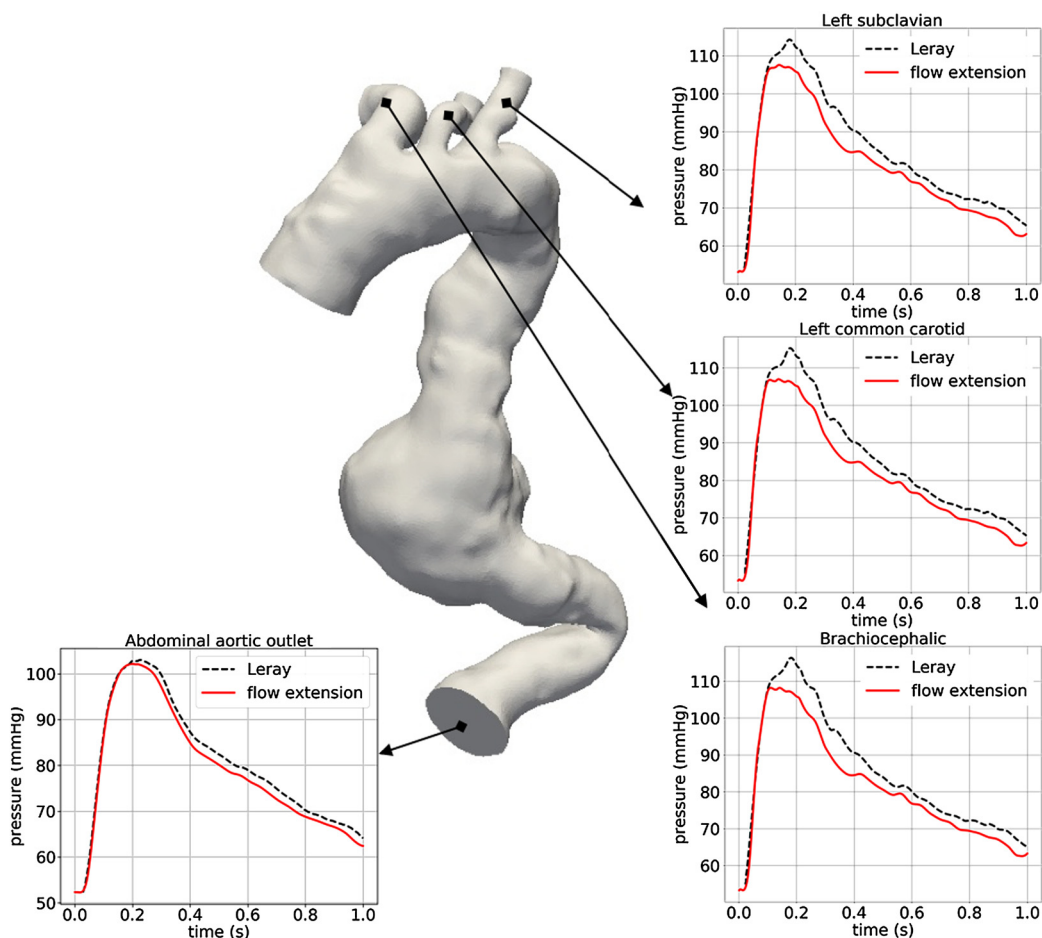 Left subclavian
Leray
flow extension
pressure (mmHg)
110
100
90
80
70
60
0.0 0.2 0.4 0.6 0.8 1.0
time (s)
Left common carotid
Leray
flow extension
pressure (mmHg)
110
100
90
80
70
60
0.0 0.2 0.4 0.6 0.8 1.0
time (s)
Brachiocephalic
Leray
flow extension
pressure (mmHg)
110
100
90
80
70
60
0.0 0.2 0.4 0.6 0.8 1.0
time (s)
Abdominal aortic outlet
Leray
flow extension
pressure (mmHg)
100
90
80
70
60
50
0.0 0.2 0.4 0.6 0.8 1.0
time (s)